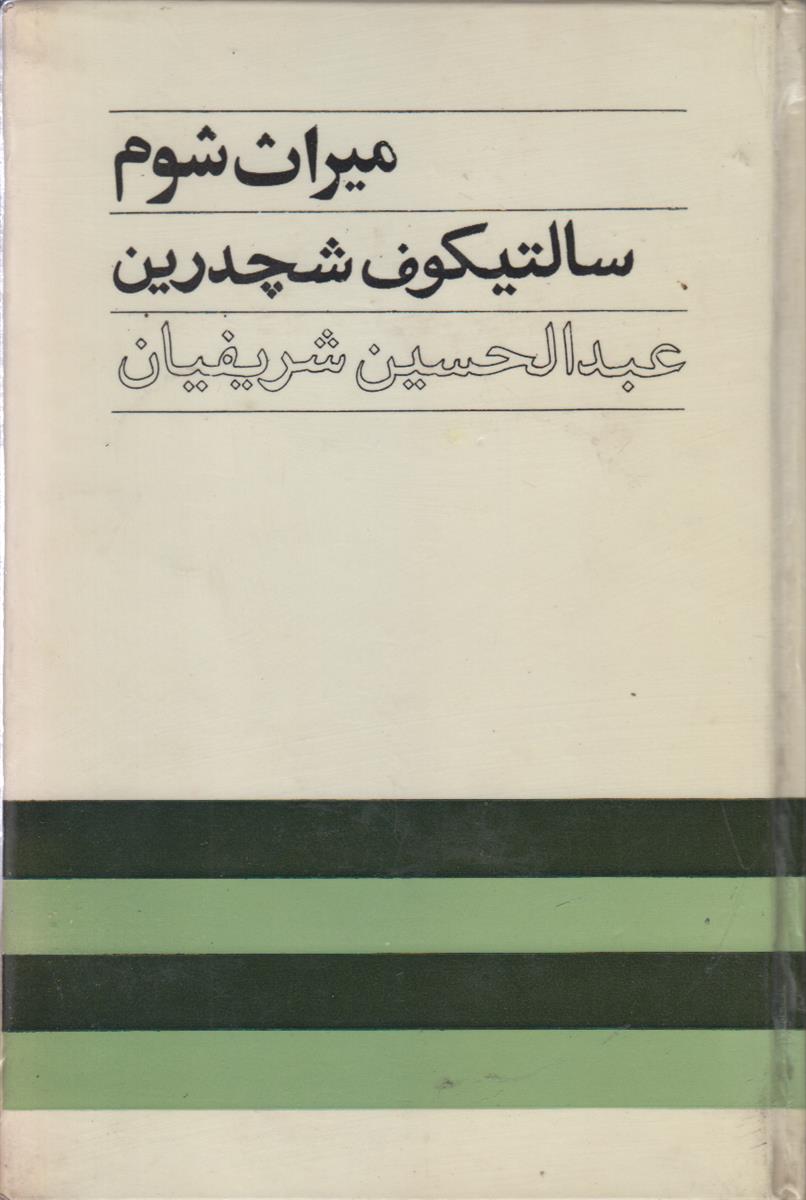 میراث شوم
سالتیکوف شچدرین
عبدالحسین شریفیان